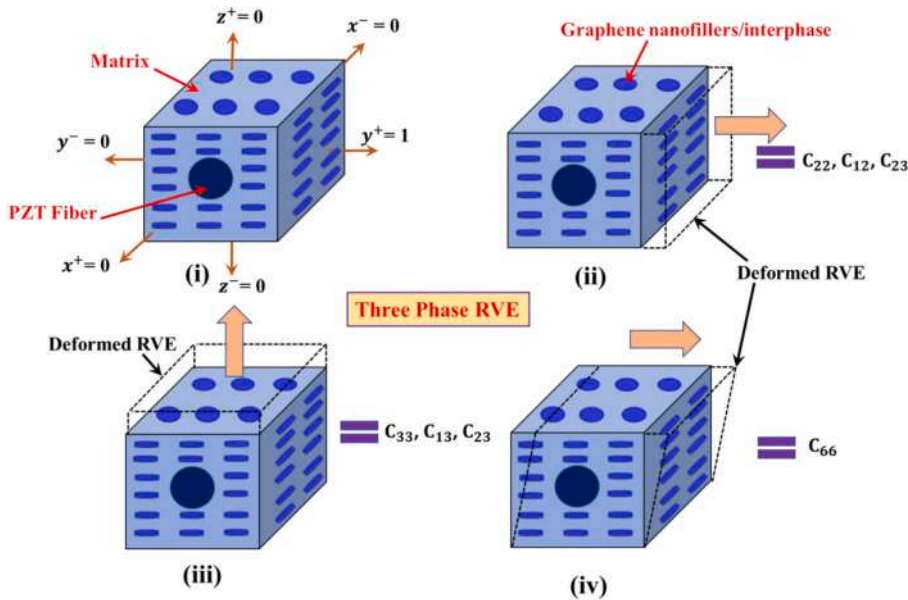 z⁺= 0
x⁻ = 0
Matrix
y⁻ = 0
y⁺= 1
PZT Fiber
x⁺= 0
(i)
z⁻= 0
Graphene nanofillers/interphase
C₂₂, C₁₂, C₂₃
(ii)
Deformed RVE
Three Phase RVE
Deformed RVE
C₃₃, C₁₃, C₂₃
(iii)
C₆₆
(iv)